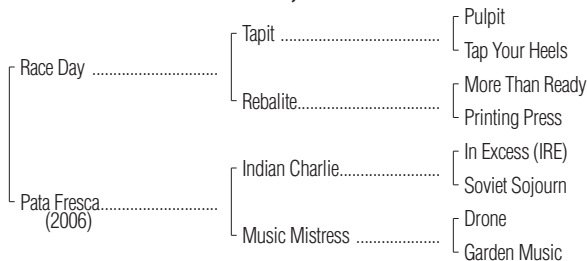 Pulpit
Tapit ........................................
Tap Your Heels
Race Day ................................
More Than Ready
Rebalite....................................
Printing Press
In Excess (IRE)
Indian Charlie.........................
Soviet Sojourn
Pata Fresca.............................
(2006)
Drone
Music Mistress .....................
Garden Music